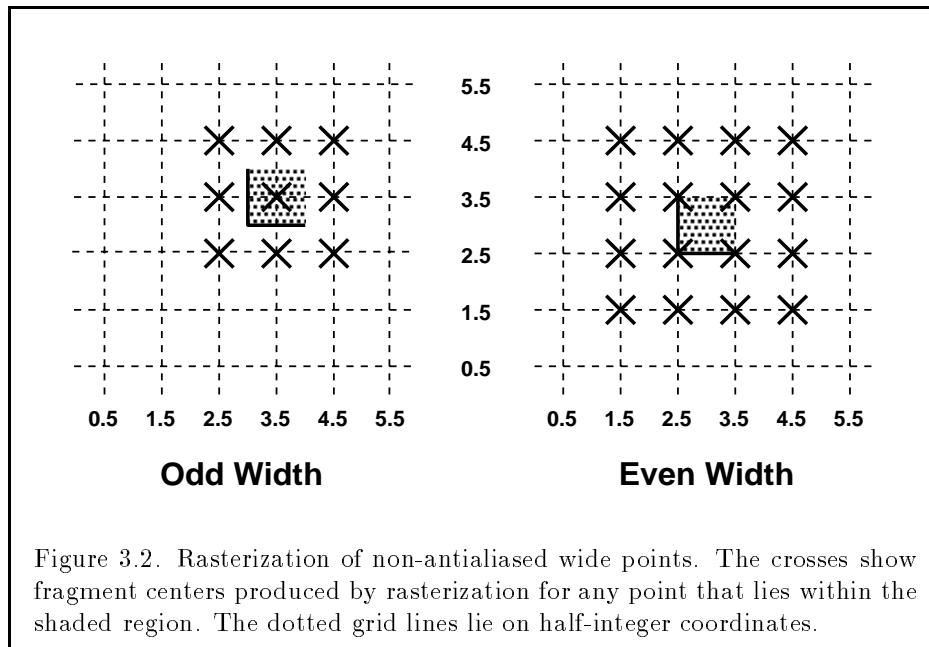 5.5
4.5
3.5
2.5
1.5
0.5
0.5 1.5 2.5 3.5 4.5 5.5
0.5 1.5 2.5 3.5 4.5 5.5
Odd Width
Even Width
Figure 3.2. Rasterization of non-antialiased wide points. The crosses show
fragment centers produced by rasterization for any point that lies within the
shaded region. The dotted grid lines lie on half-integer coordinates.